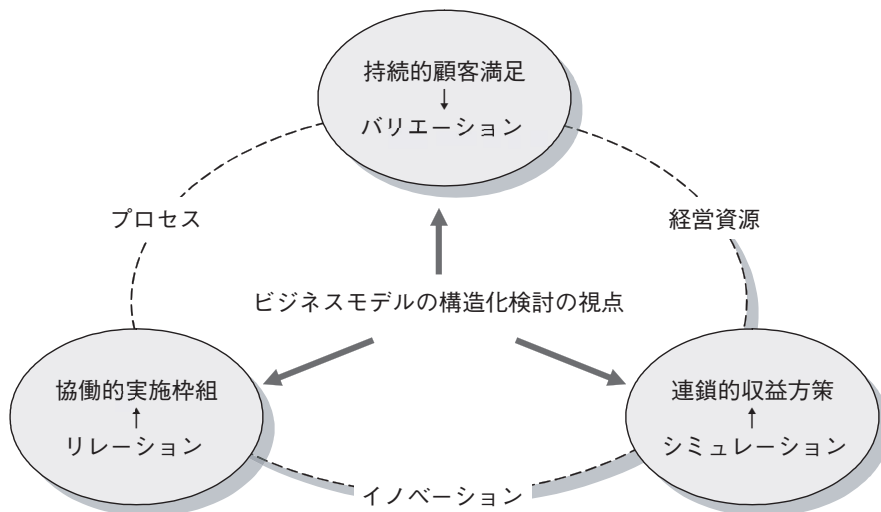 持続的顧客満足
↓
バリエーション
プロセス
経営資源
ビジネスモデルの構造化検討の視点
協働的実施枠組
↑
リレーション
連鎖的収益方策
↑
シミュレーション
イノベーション